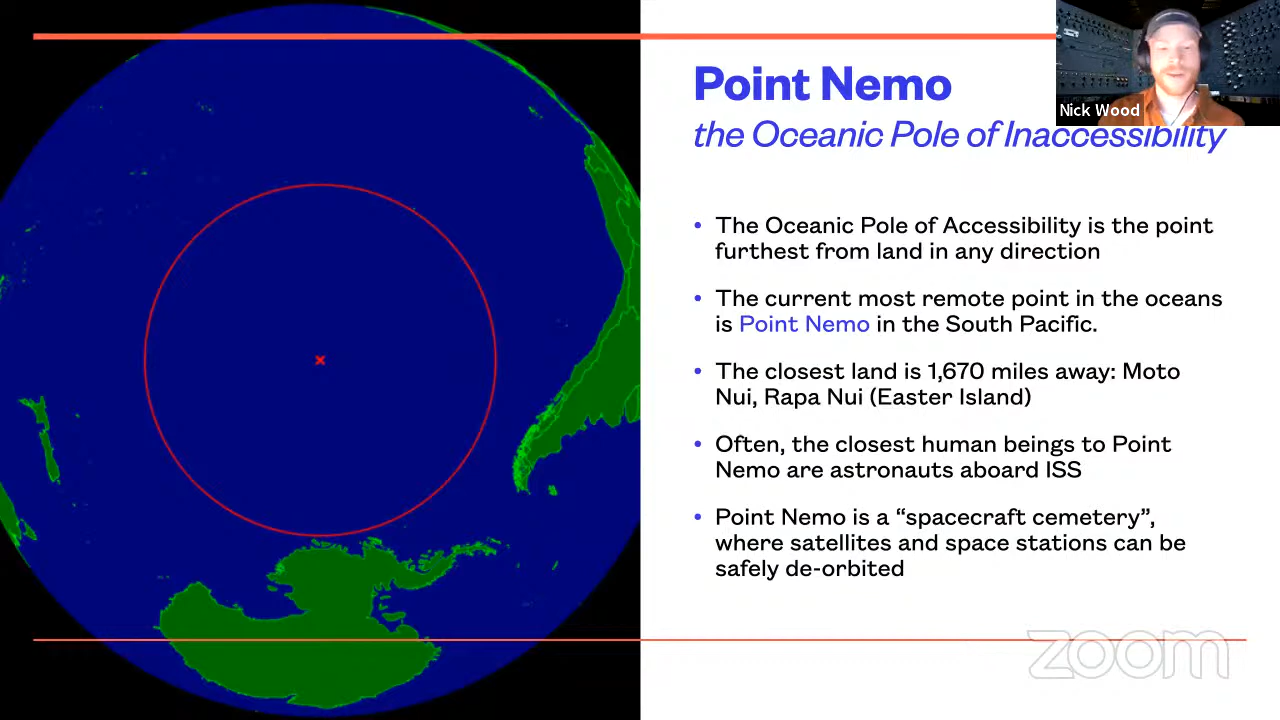 Point Nemo
the Oceanic Pole of Inaccessibility
Nick Wood
• The Oceanic Pole of Accessibility is the point
furthest from land in any direction
• The current most remote point in the oceans
is Point Nemo in the South Pacific.
• The closest land is 1,670 miles away: Moto
Nui, Rapa Nui (Easter Island)
• Often, the closest human beings to Point
Nemo are astronauts aboard ISS
• Point Nemo is a “spacecraft cemetery”,
where satellites and space stations can be
safely de-orbited
zoom